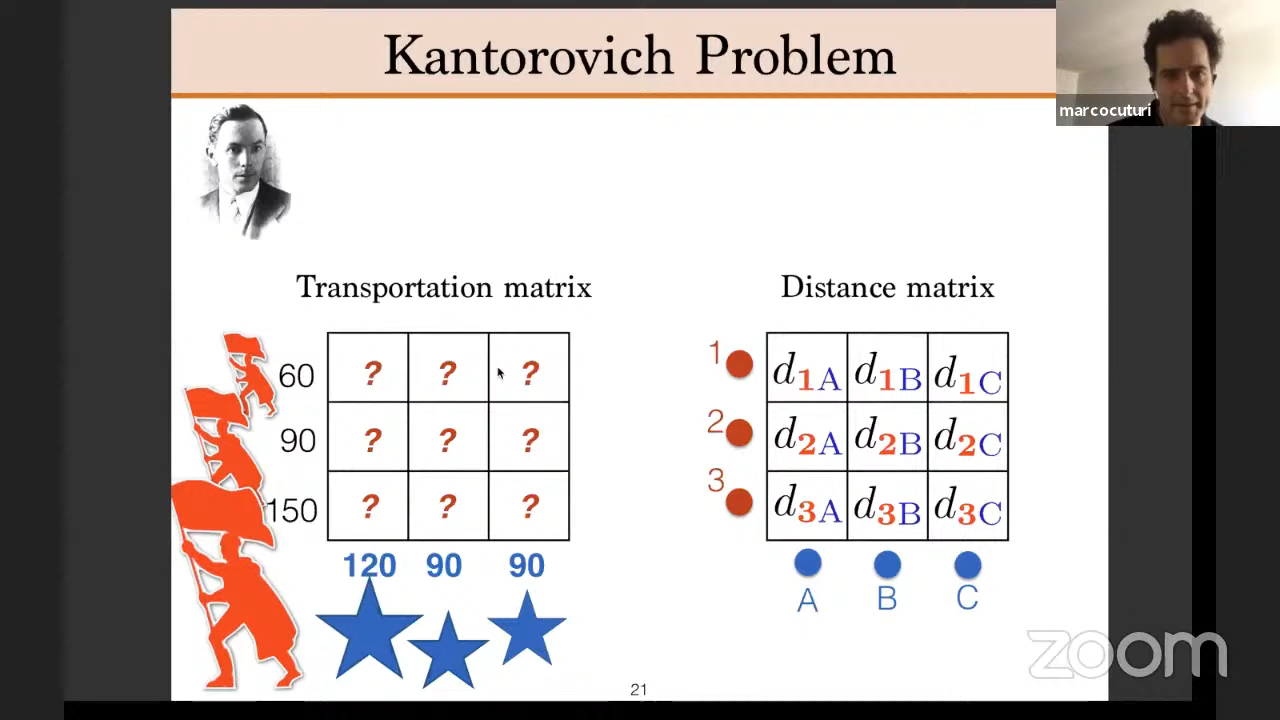 Kantorovich Problem
marcocuturi
Transportation matrix
Distance matrix
60 ? ? ?
90 ? ? ?
150 ? ? ?
120 90 90
1 d1A d1B d1C
2 d2A d2B d2C
3 d3A d3B d3C
A B C
zoom
21